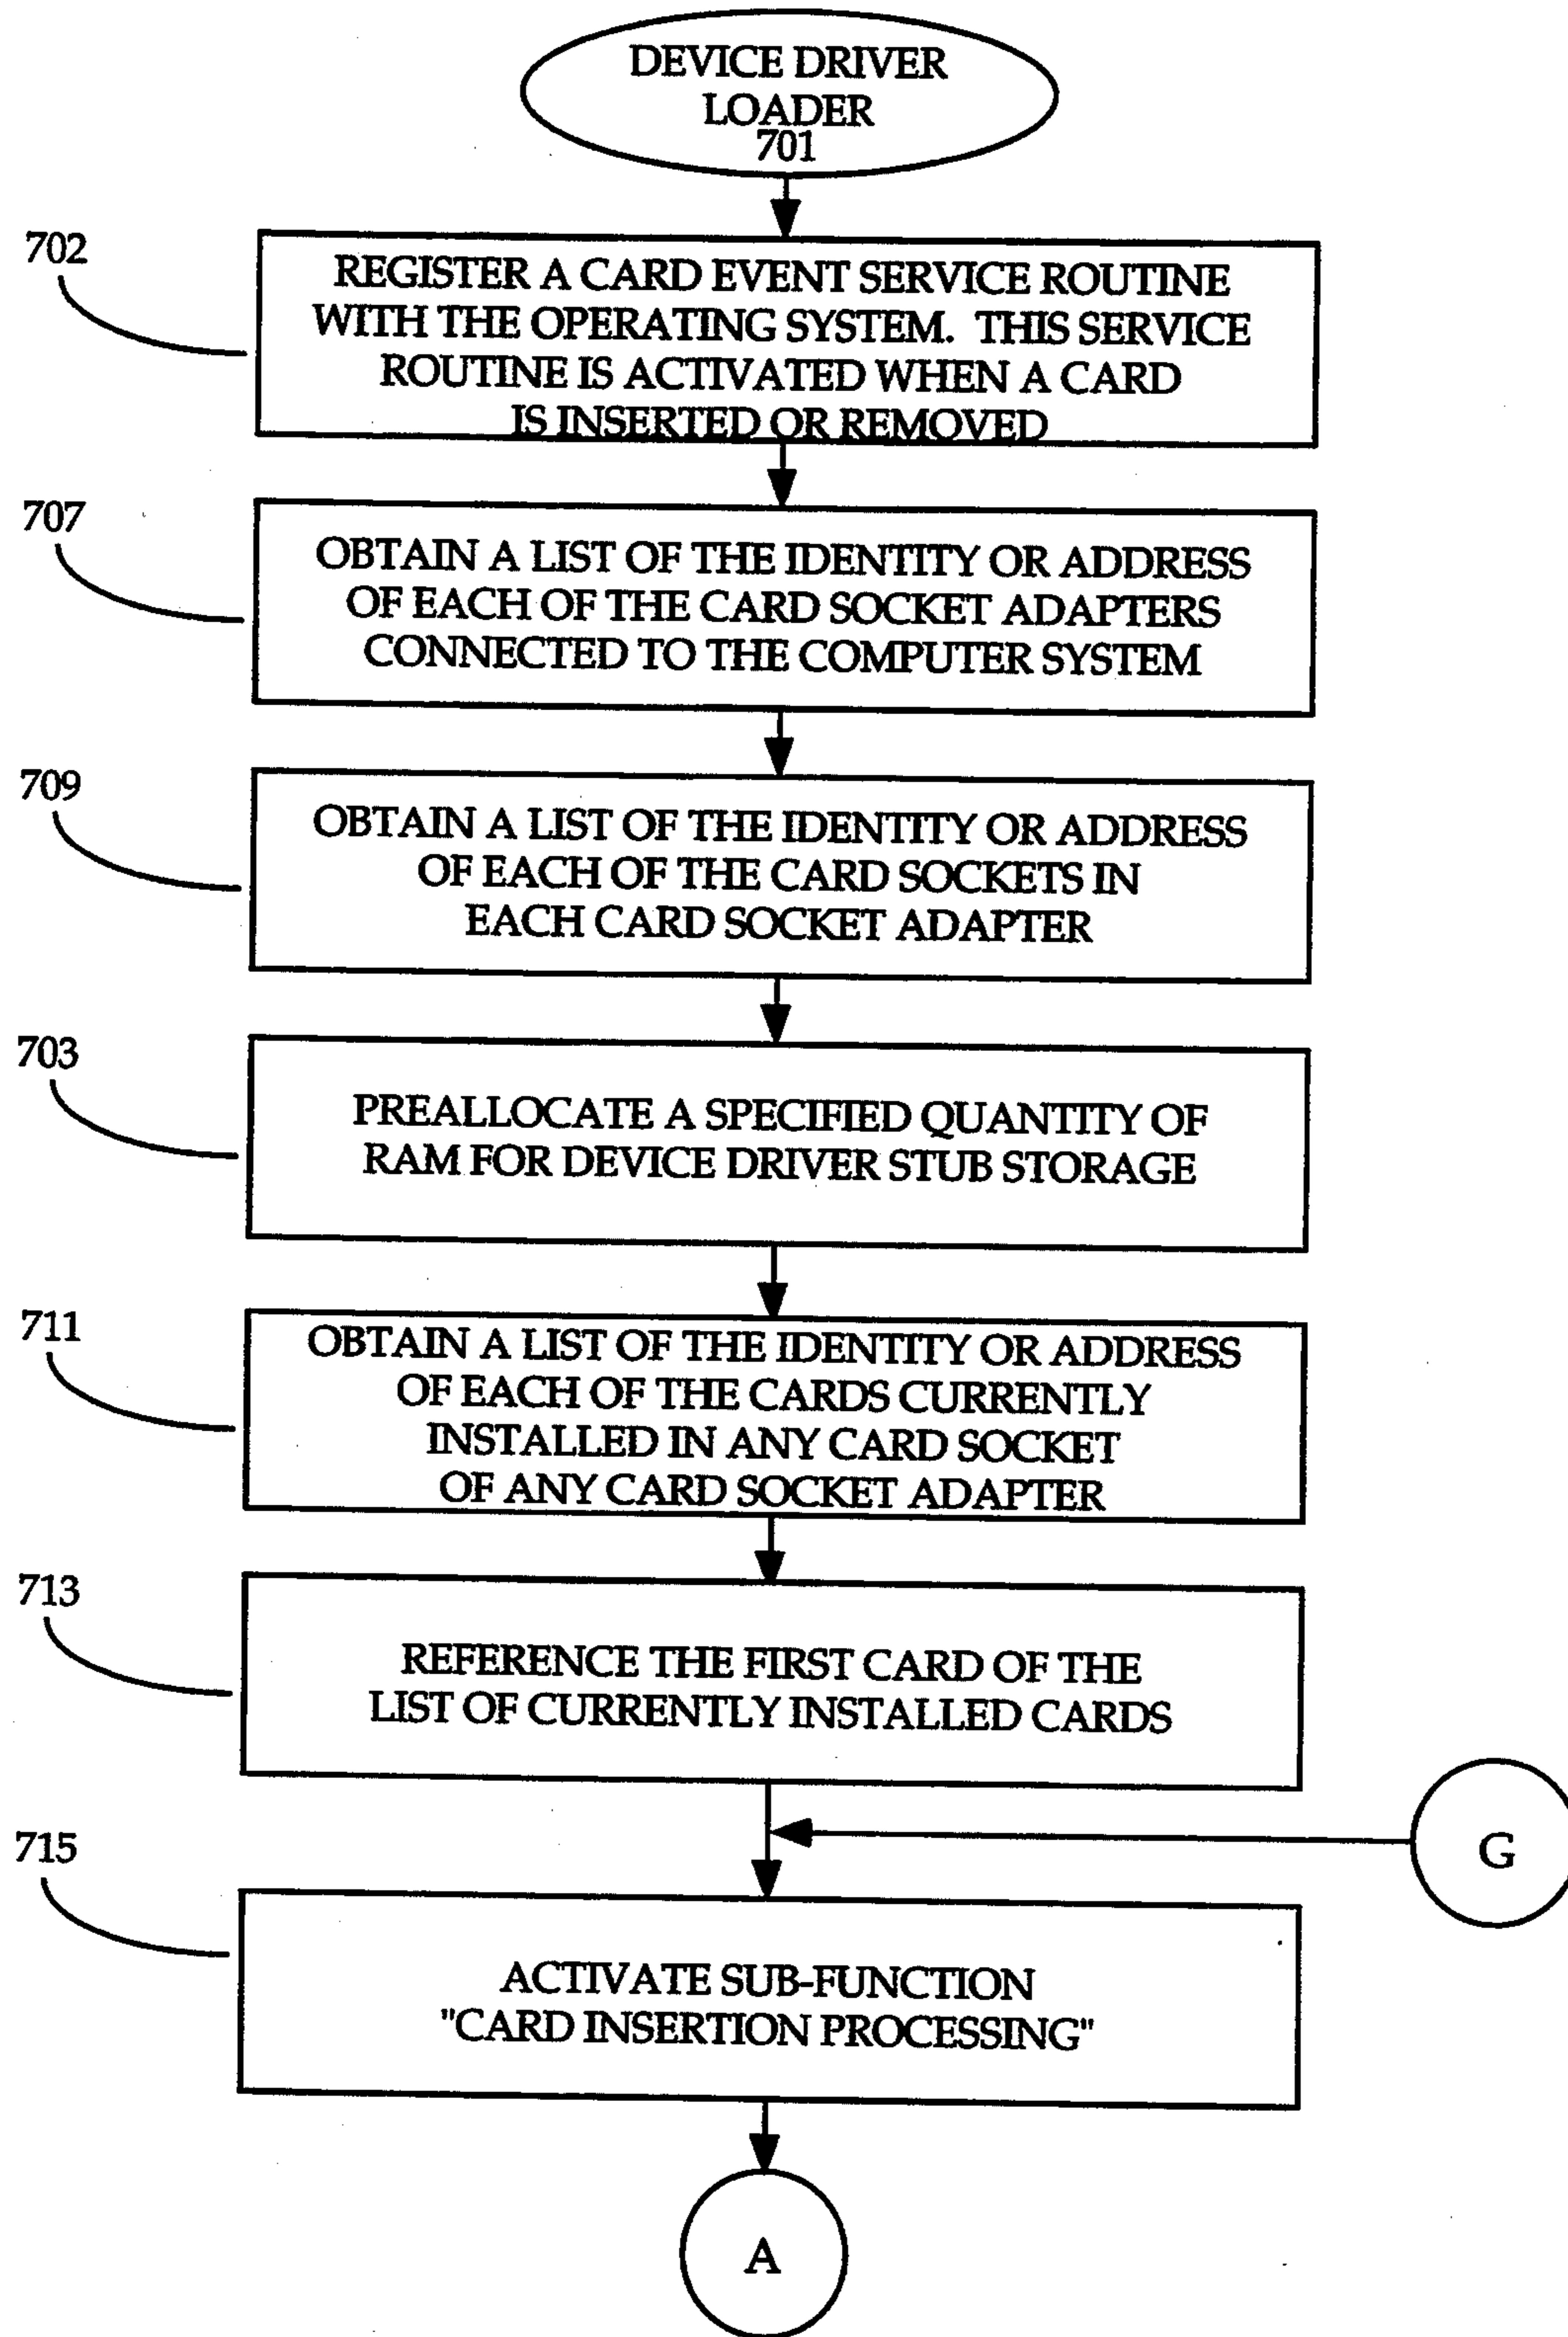 DEVICE DRIVER
LOADER
701
702
REGISTER A CARD EVENT SERVICE ROUTINE
WITH THE OPERATING SYSTEM. THIS SERVICE
ROUTINE IS ACTIVATED WHEN A CARD
IS INSERTED OR REMOVED
707
OBTAIN A LIST OF THE IDENTITY OR ADDRESS
OF EACH OF THE CARD SOCKET ADAPTERS
CONNECTED TO THE COMPUTER SYSTEM
709
OBTAIN A LIST OF THE IDENTITY OR ADDRESS
OF EACH OF THE CARD SOCKETS IN
EACH CARD SOCKET ADAPTER
703
PREALLOCATE A SPECIFIED QUANTITY OF
RAM FOR DEVICE DRIVER STUB STORAGE
711
OBTAIN A LIST OF THE IDENTITY OR ADDRESS
OF EACH OF THE CARDS CURRENTLY
INSTALLED IN ANY CARD SOCKET
OF ANY CARD SOCKET ADAPTER
713
REFERENCE THE FIRST CARD OF THE
LIST OF CURRENTLY INSTALLED CARDS
G
715
ACTIVATE SUB-FUNCTION
"CARD INSERTION PROCESSING"
A